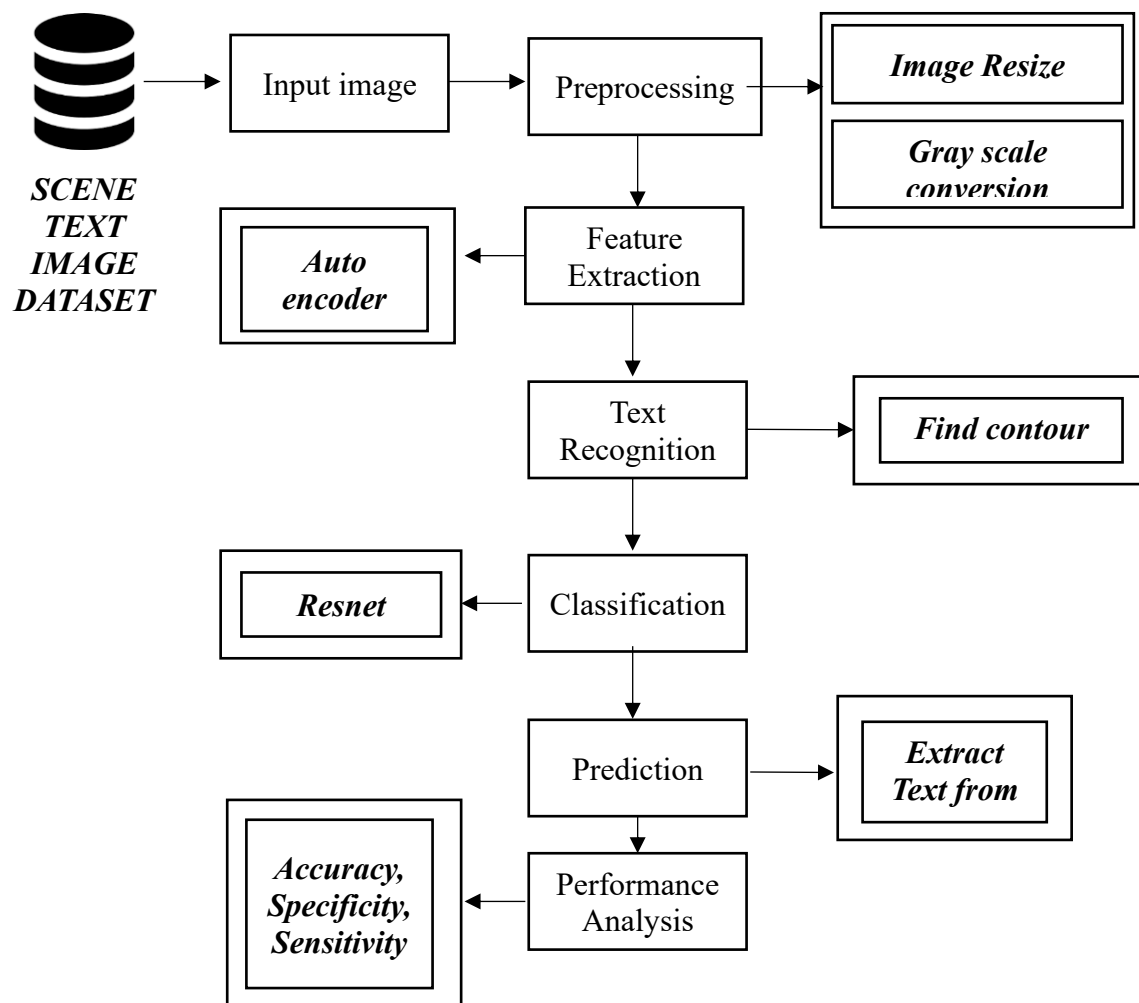 Input image
Preprocessing
Image Resize
Gray scale
conversion
SCENE
TEXT
IMAGE
DATASET
Auto
encoder
Feature
Extraction
Text
Recognition
Find contour
Resnet
Classification
Prediction
Extract
Text from
Accuracy,
Specificity,
Sensitivity
Performance
Analysis